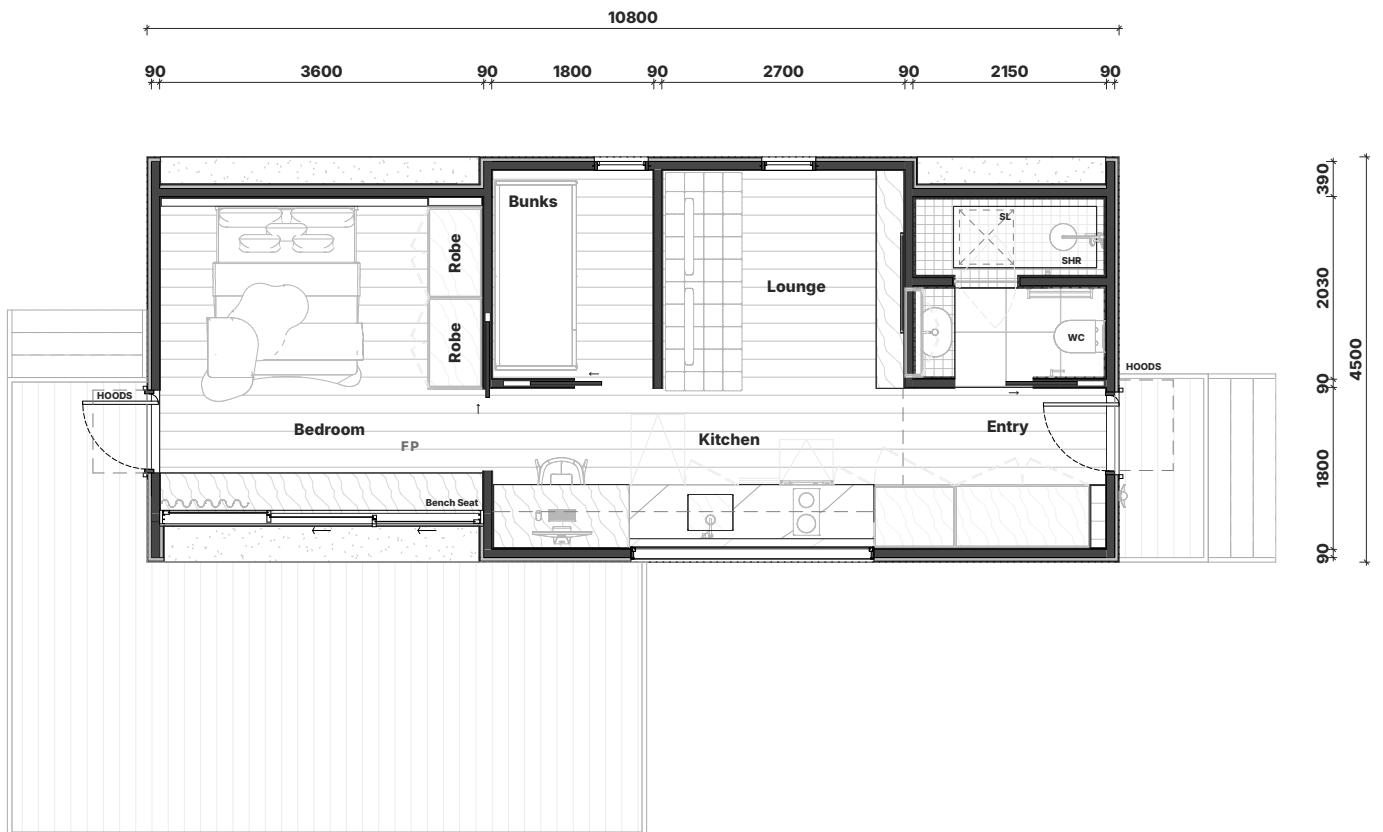 10800
90 3600 90 1800 90 2700 90 2150 90
390
2030
90
1800
90
4500
Bunks
SL
SHR
Robe
Lounge
Robe
WC
HOODS
HOODS
Bedroom
FP
Kitchen
Entry
Bench Seat